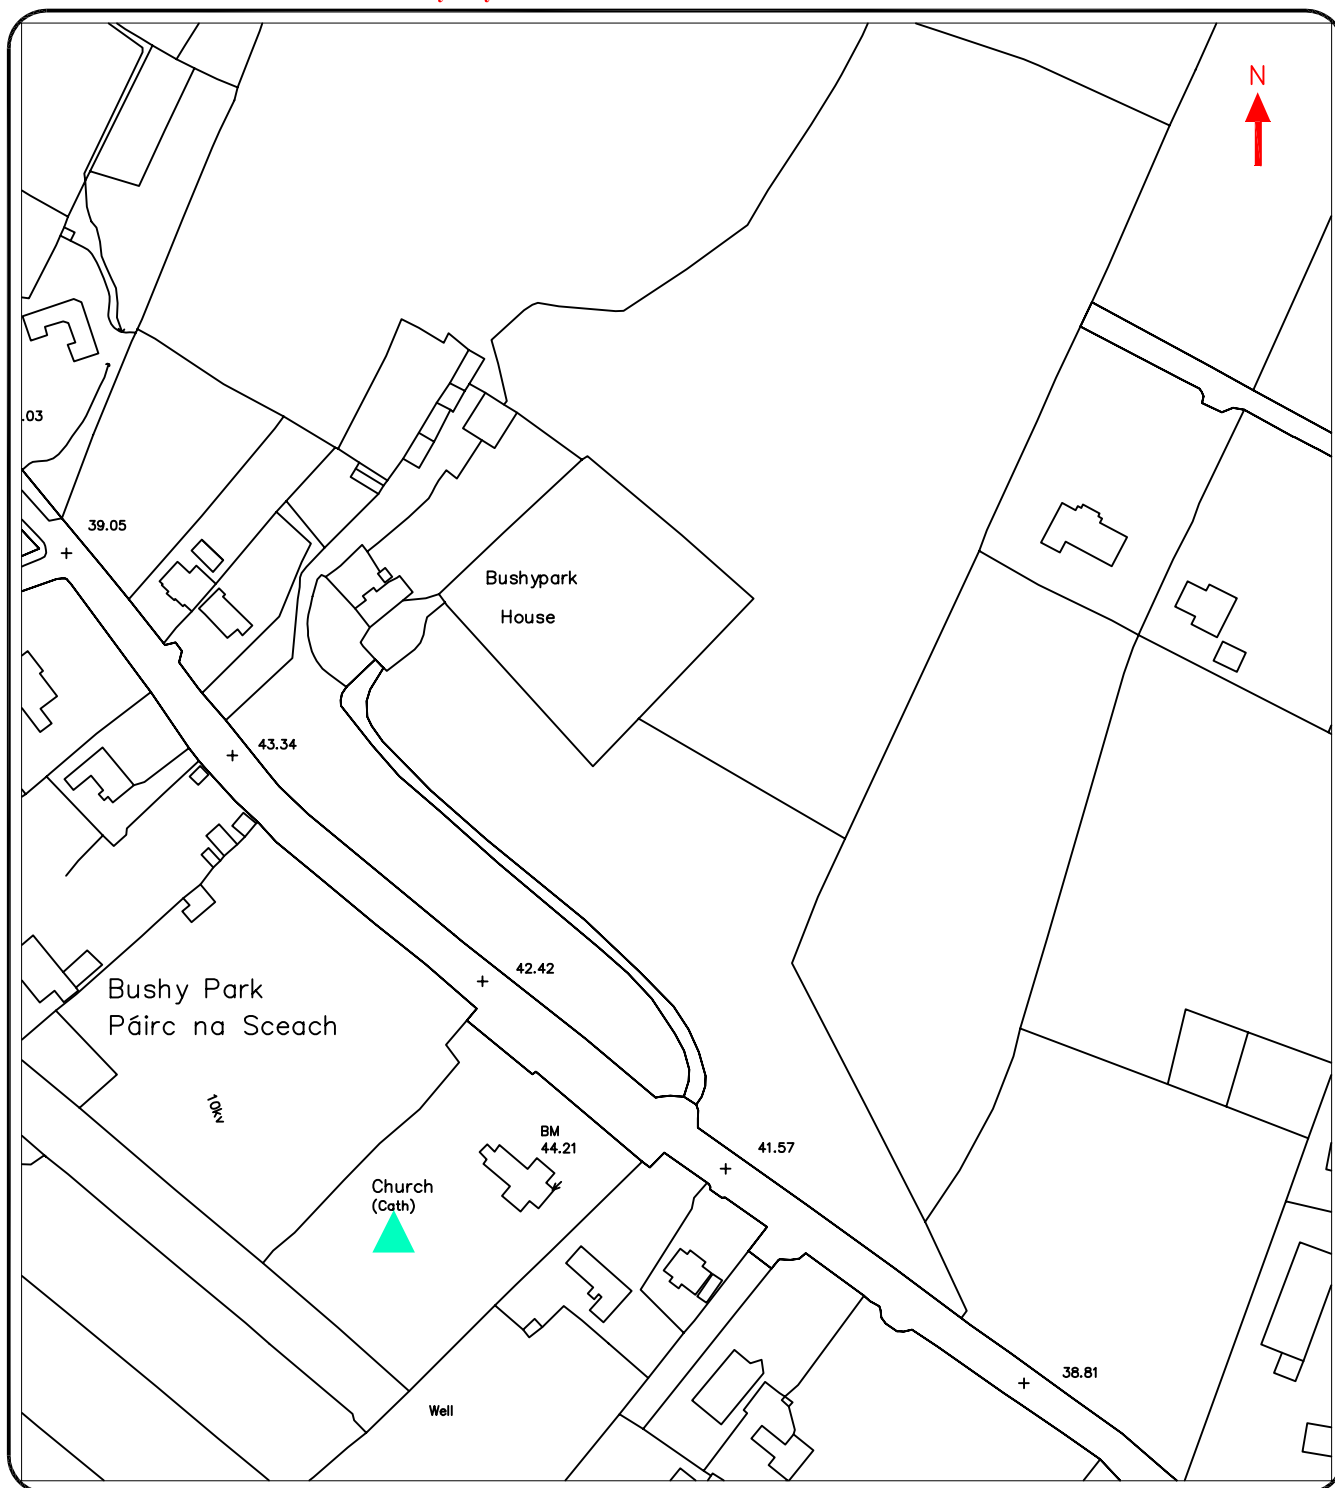 N
.03
39.05
Bushypark
House
43.34
42.42
Bushy Park
Páirc na Sceach
10kv
BM
44.21
41.57
Church
(Cath)
38.81
Well